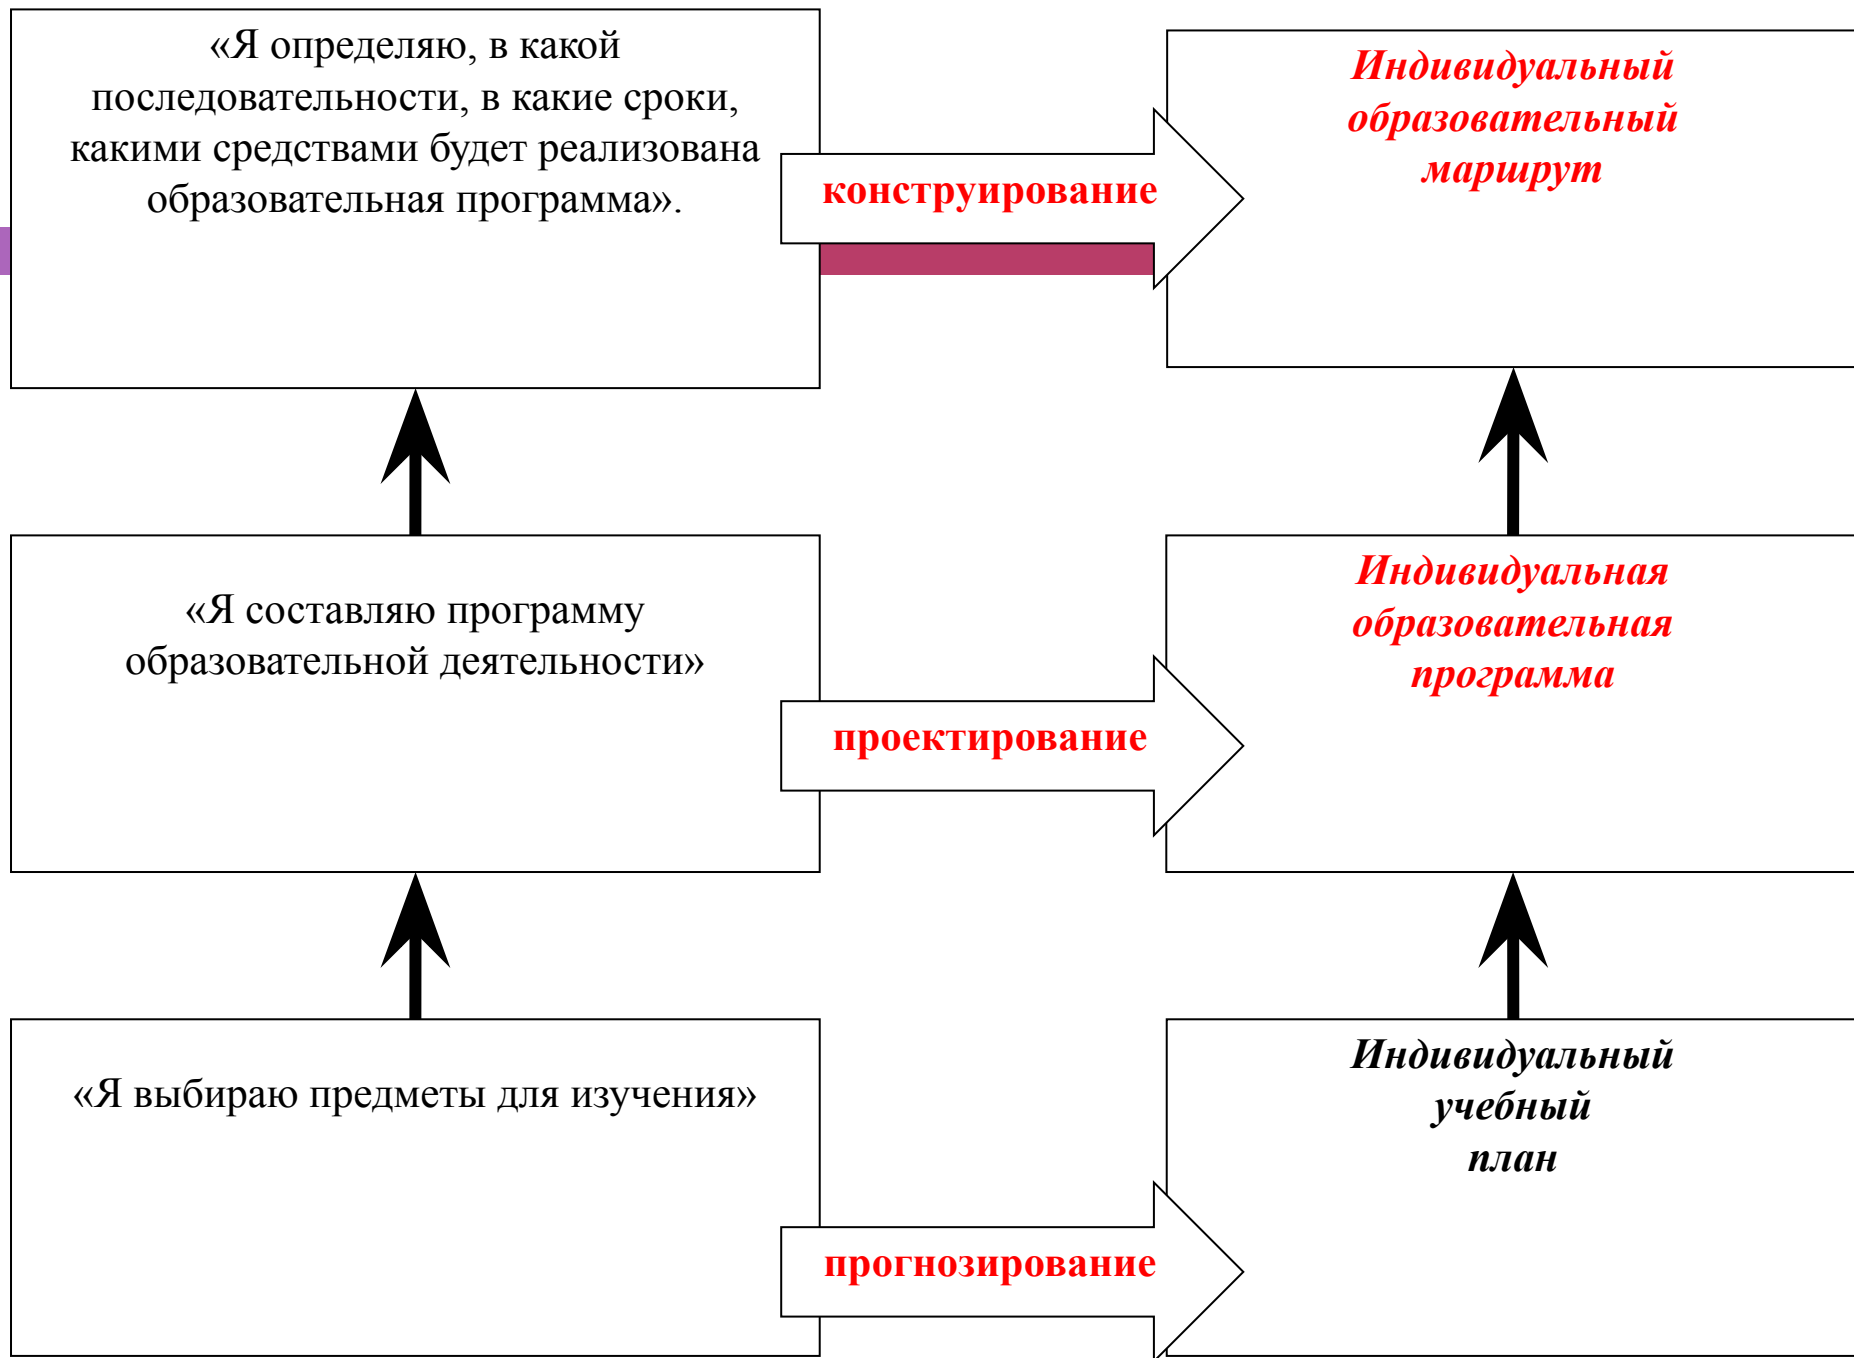 «Я определяю, в какой
последовательности, в какие сроки,
какими средствами будет реализована
образовательная программа».
конструирование
Индивидуальный
образовательный
маршрут
«Я составляю программу
образовательной деятельности»
проектирование
Индивидуальная
образовательная
программа
«Я выбираю предметы для изучения»
прогнозирование
Индивидуальный
учебный
план